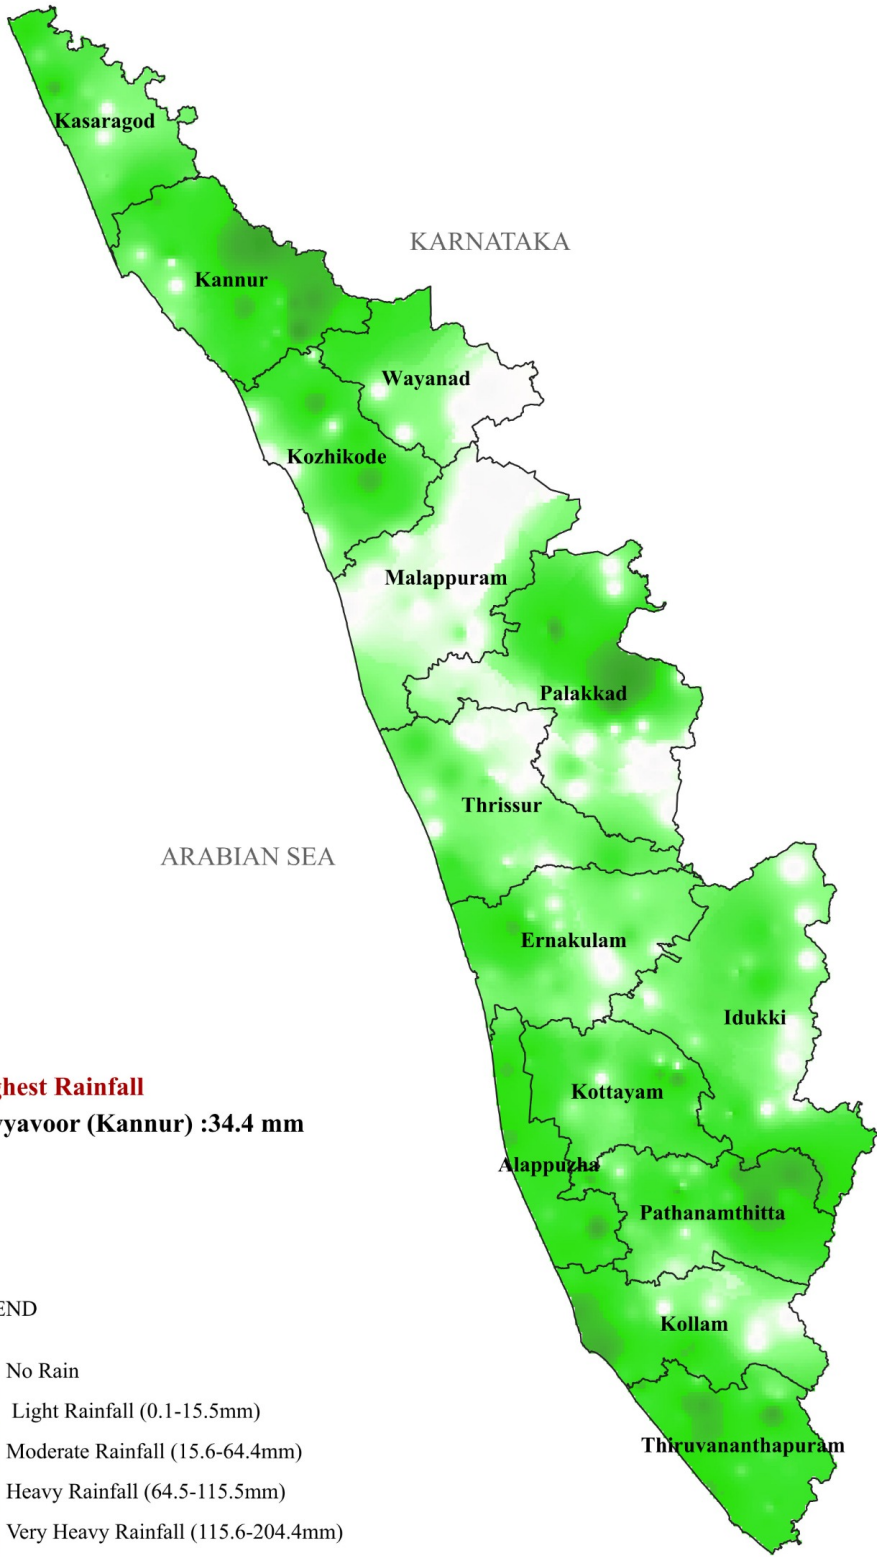 Kasaragod
KARNATAKA
Kannur
Wayanad
Kozhikode
Malappuram
Palakkad
Thrissur
ARABIAN SEA
Ernakulam
Idukki
ghest Rainfall
Kottayam
yyavoor (Kannur) :34.4 mm
Alappuzha
Pathanamthitta
END
Kollam
No Rain
Light Rainfall (0.1-15.5mm)
Thiruvananthapuram
Moderate Rainfall (15.6-64.4mm)
Heavy Rainfall (64.5-115.5mm)
Very Heavy Rainfall (115.6-204.4mm)